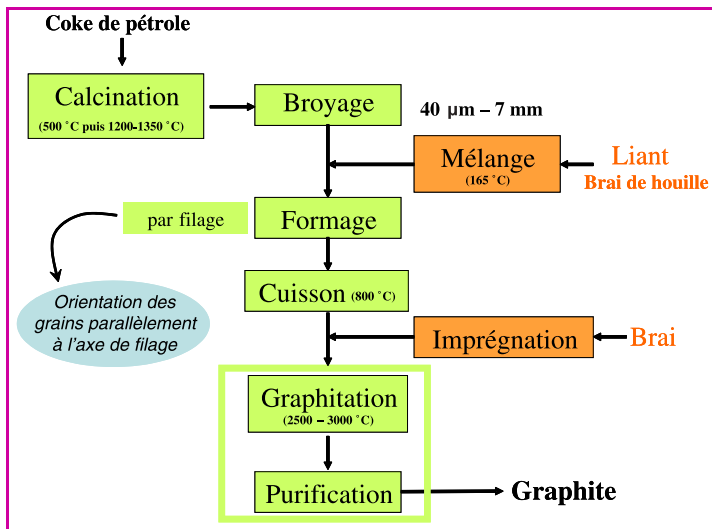 Coke de pétrole
Calcination
(500 °C puis 1200-1350 °C)
Broyage
40 µm – 7 mm
Mélange
(165 °C)
Liant
Brai de houille
par filage
Formage
Orientation des
grains parallèlement
à l'axe de filage
Cuisson (800 °C)
Imprégnation
Brai
Graphitation
(2500 – 3000 °C)
Purification
Graphite